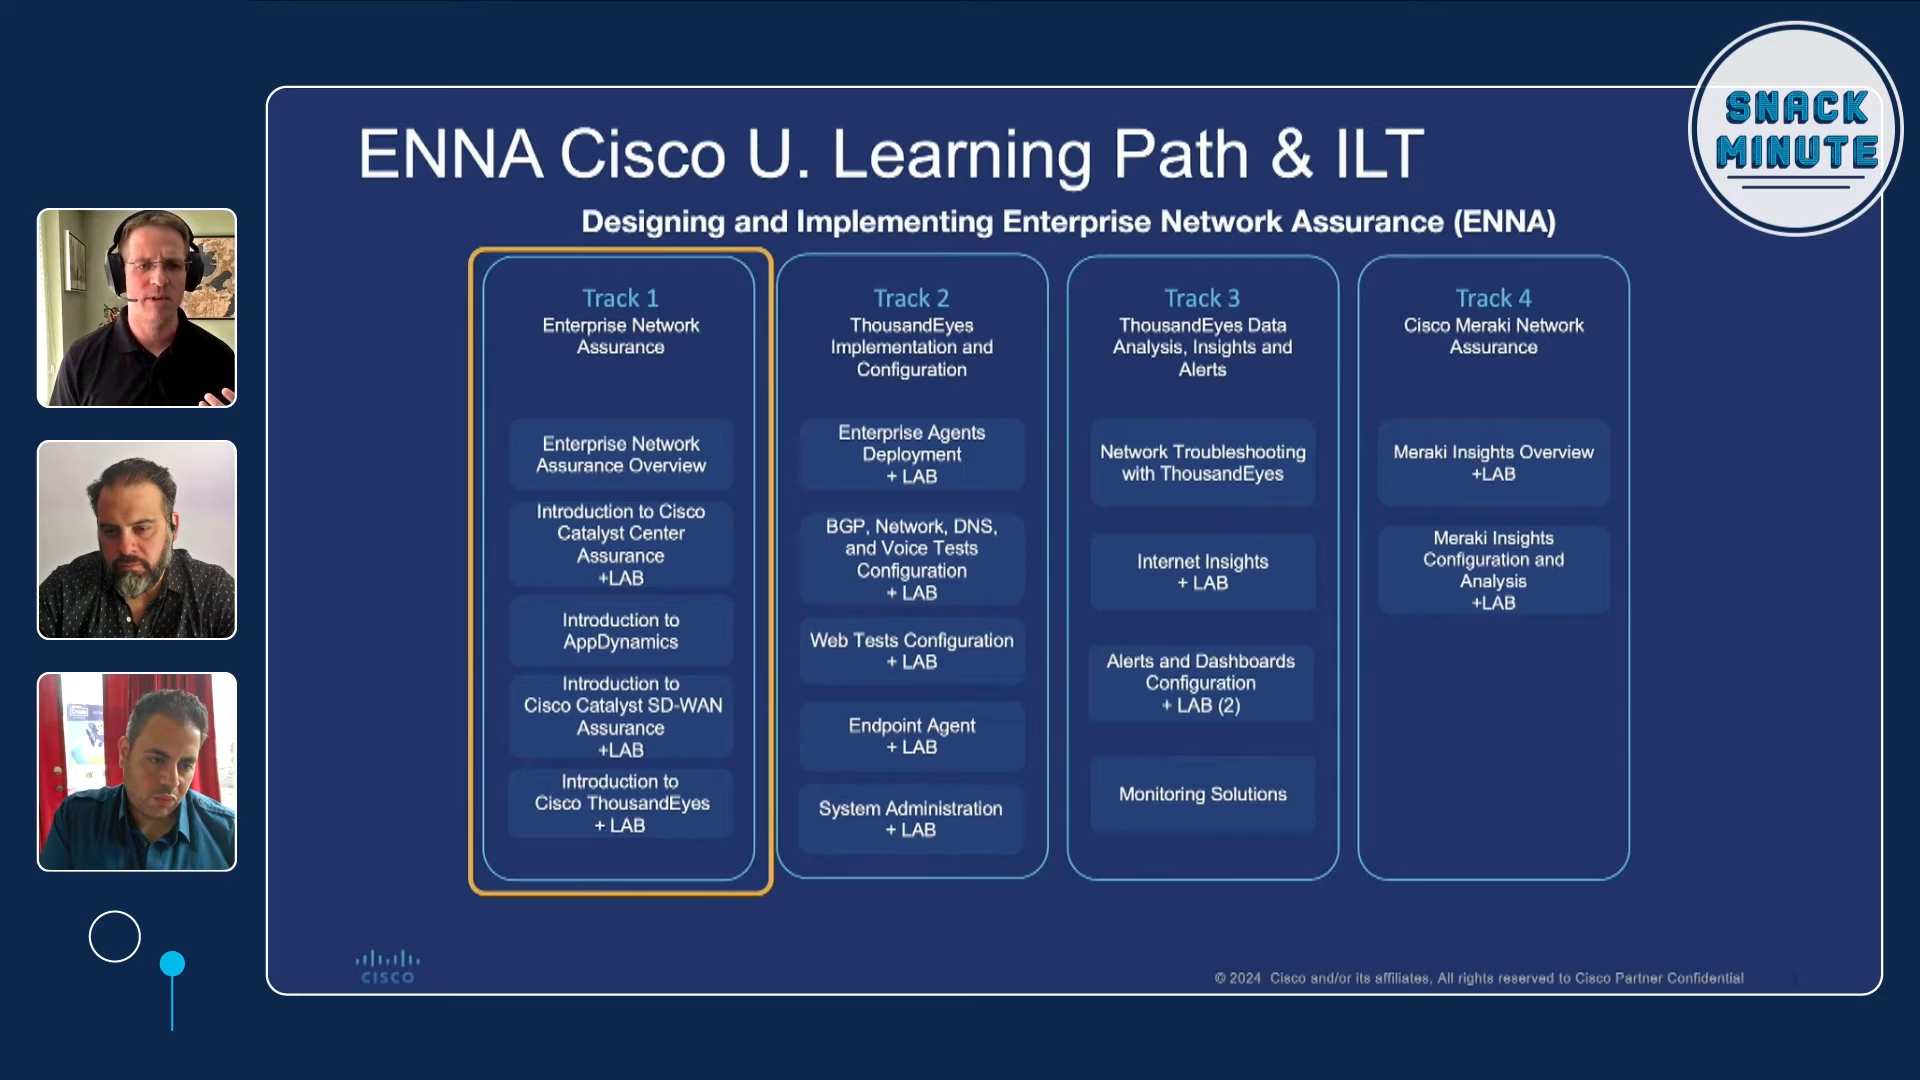 SNACK
MINUTE
ENNA Cisco U. Learning Path & ILT
Designing and Implementing Enterprise Network Assurance (ENNA)
Track 1
Enterprise Network
Assurance
Enterprise Network
Assurance Overview
Introduction to Cisco
Catalyst Center
Assurance
+LAB
Introduction to
AppDynamics
Introduction to
Cisco Catalyst SD-WAN
Assurance
+LAB
Introduction to
Cisco ThousandEyes
+ LAB
Track 2
ThousandEyes
Implementation and
Configuration
Enterprise Agents
Deployment
+ LAB
BGP, Network, DNS,
and Voice Tests
Configuration
+ LAB
Web Tests Configuration
+ LAB
Endpoint Agent
+ LAB
System Administration
+ LAB
Track 3
ThousandEyes Data
Analysis, Insights and
Alerts
Network Troubleshooting
with ThousandEyes
Internet Insights
+ LAB
Alerts and Dashboards
Configuration
+ LAB (2)
Monitoring Solutions
Track 4
Cisco Meraki Network
Assurance
Meraki Insights Overview
+LAB
Meraki Insights
Configuration and
Analysis
+LAB
CISCO
© 2024 Cisco and/or its affiliates, All rights reserved to Cisco Partner Confidential